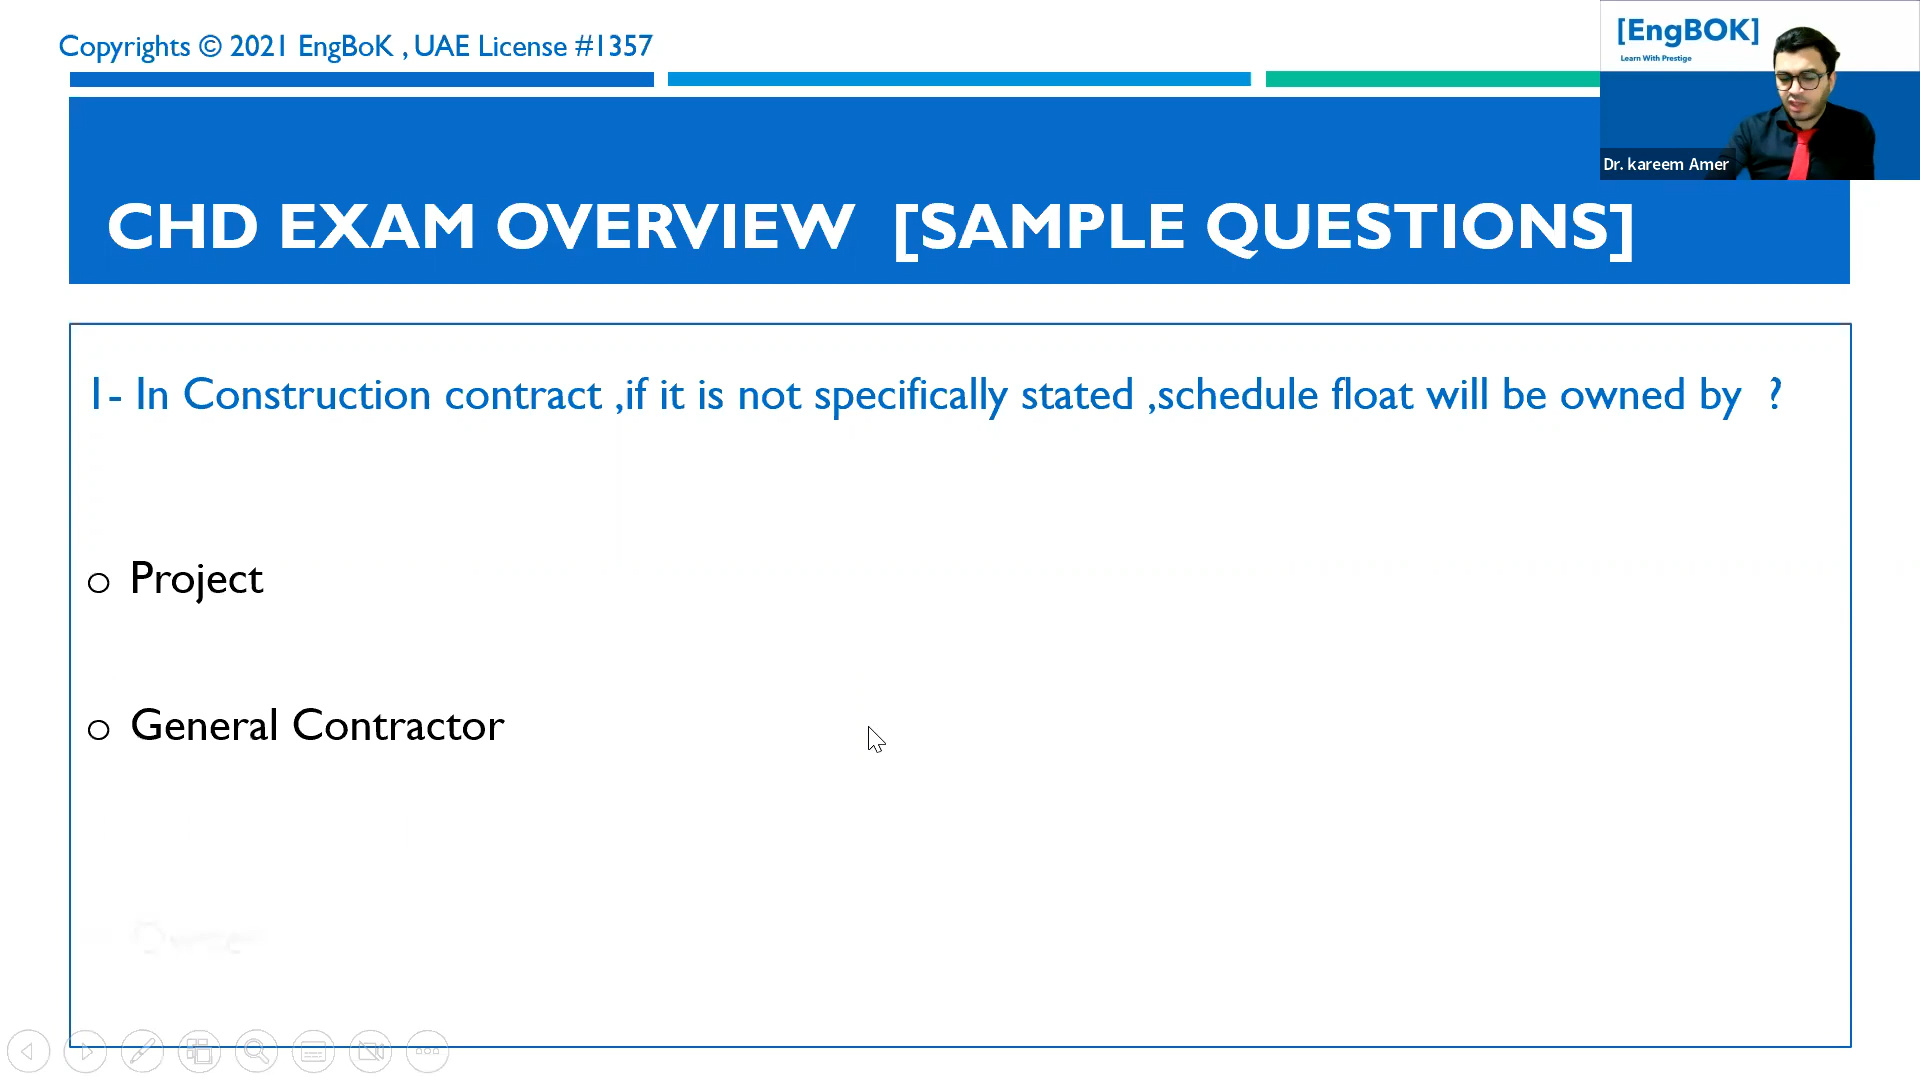 Copyrights © 2021 EngBoK , UAE License #1357
[EngBOK]
Learn With Prestige
Dr. kareem Amer
CHD EXAM OVERVIEW [SAMPLE QUESTIONS]
1- In Construction contract ,if it is not specifically stated ,schedule float will be owned by ?
o Project
o General Contractor